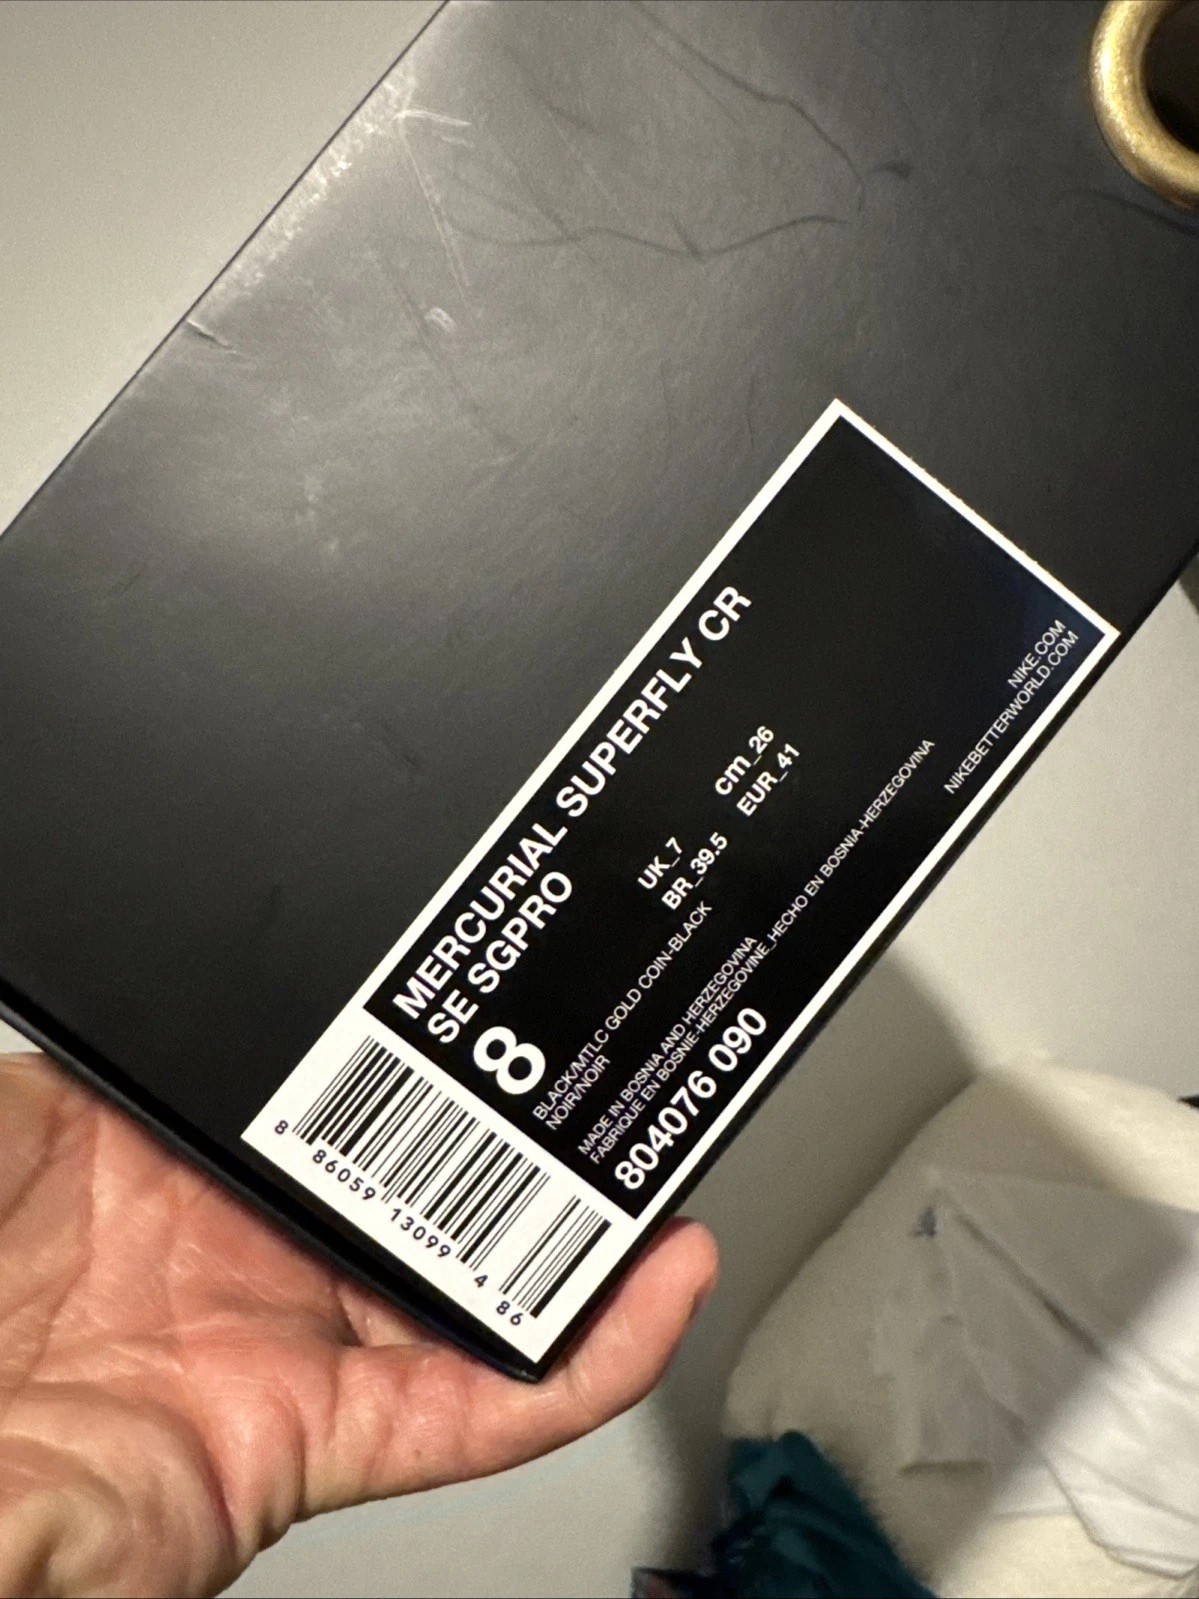 MERCURIAL SUPERFLY CR
SE SGPRO
8
UK_7
cm_26
BR_39.5
EUR_41
BLACK/MTLC GOLD COIN-BLACK
NOIR/NOIR
MADE IN BOSNIA AND HERZEGOVINA
FABRIQUE EN BOSNIE-HERZEGOVINE_HECHO EN BOSNIA-HERZEGOVINA
804076 090
NIKE.COM
NIKEBETTERWORLD.COM
8 86059 13099 4 86